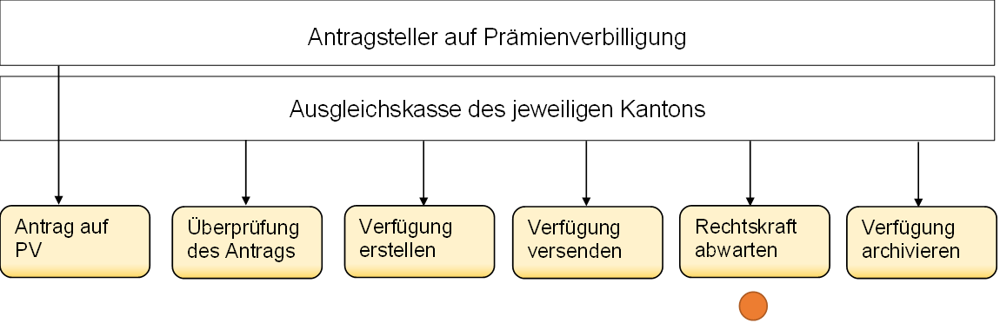 Antragsteller auf Prämienverbilligung
Ausgleichskasse des jeweiligen Kantons
Antrag auf
PV
Überprüfung
des Antrags
Verfügung
erstellen
Verfügung
versenden
Rechtskraft
abwarten
Verfügung
archivieren